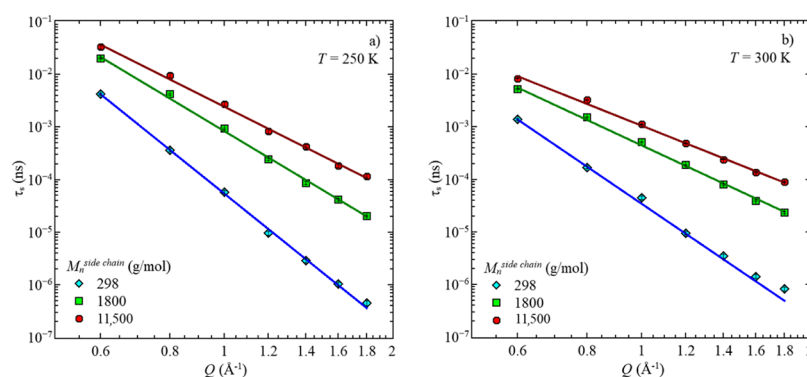 10⁻¹
10⁻²
10⁻³
10⁻⁴
10⁻⁵
10⁻⁶
10⁻⁷
τₛ (ns)
a)
T = 250 K
Mₙ side chain (g/mol)
298
1800
11,500
0.6 0.8 1.0 1.2 1.4 1.6 1.8 2
Q (Å⁻¹)
10⁻¹
10⁻²
10⁻³
10⁻⁴
10⁻⁵
10⁻⁶
10⁻⁷
τₛ (ns)
b)
T = 300 K
Mₙ side chain (g/mol)
298
1800
11,500
0.6 0.8 1.0 1.2 1.4 1.6 1.8
Q (Å⁻¹)